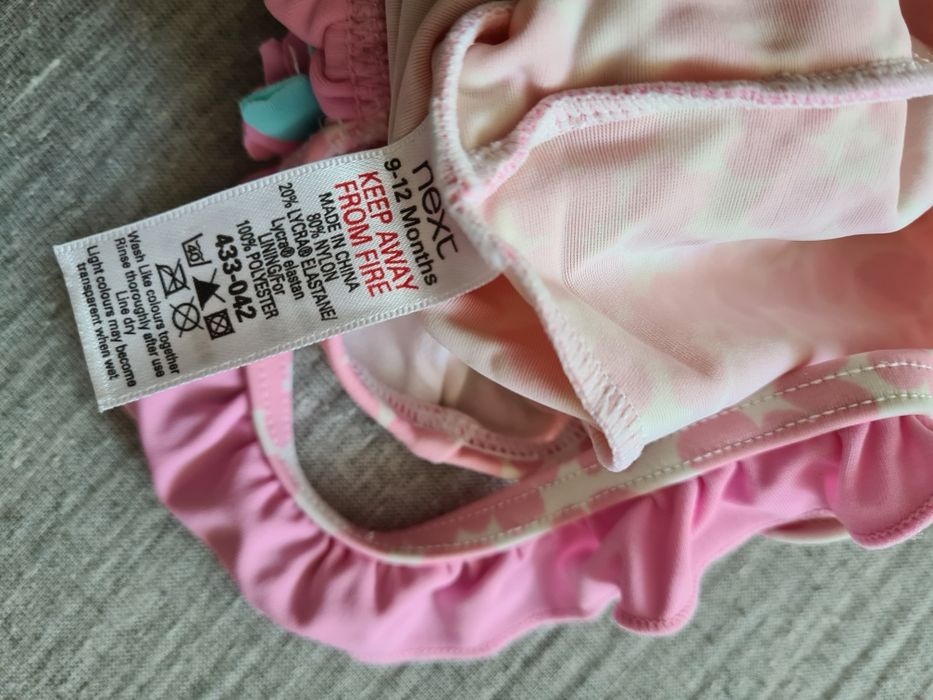 next
9-12 Months
KEEP AWAY
FROM FIRE
MADE IN CHINA
80% NYLON
20% LYCRA® ELASTANE/
Lycra® elastan
LINING/For
100% POLYESTER
433-042
Wash Like colours together
Rinse thoroughly after use
Line dry
Light colours may become
transparent when wet